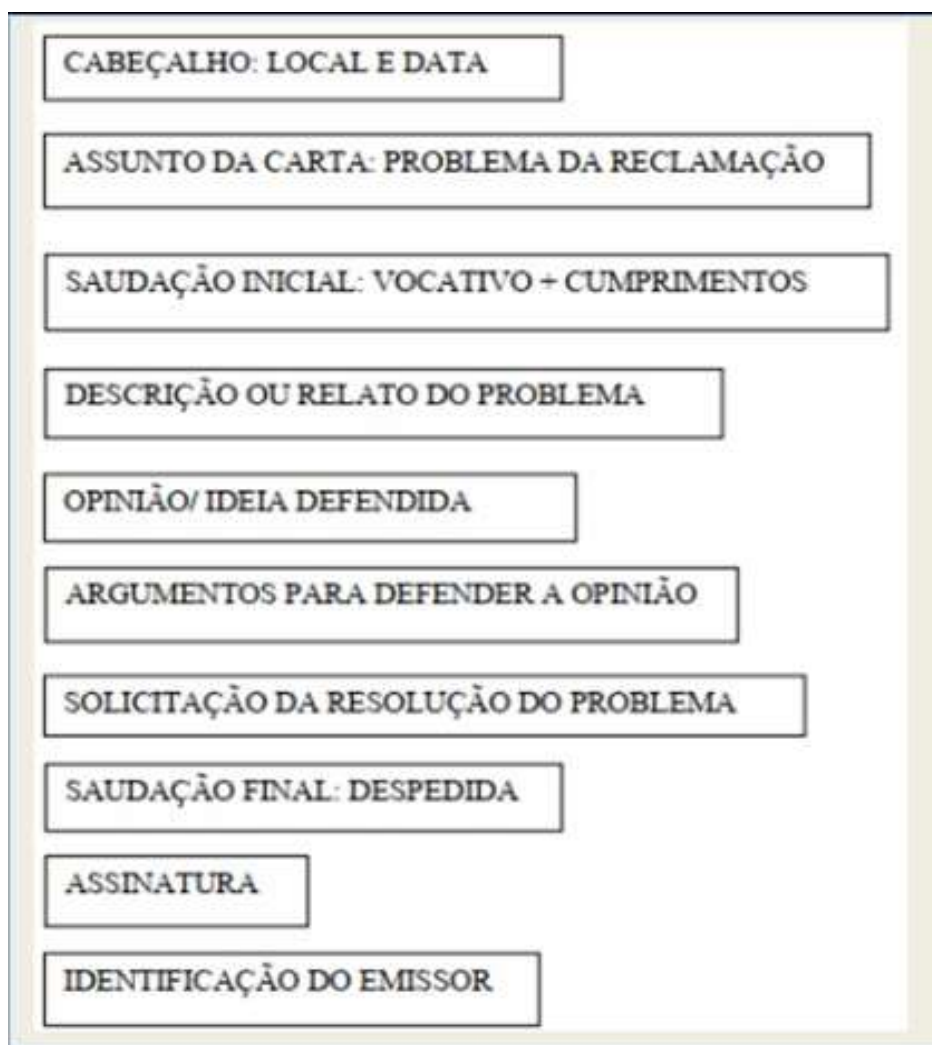 CABEÇALHO: LOCAL E DATA
ASSUNTO DA CARTA: PROBLEMA DA RECLAMAÇÃO
SAUDAÇÃO INICIAL: VOCATIVO + CUMPRIMENTOS
DESCRIÇÃO OU RELATO DO PROBLEMA
OPINIÃO/ IDEIA DEFENDIDA
ARGUMENTOS PARA DEFENDER A OPINIÃO
SOLICITAÇÃO DA RESOLUÇÃO DO PROBLEMA
SAUDAÇÃO FINAL: DESPEDIDA
ASSINATURA
IDENTIFICAÇÃO DO EMISSOR